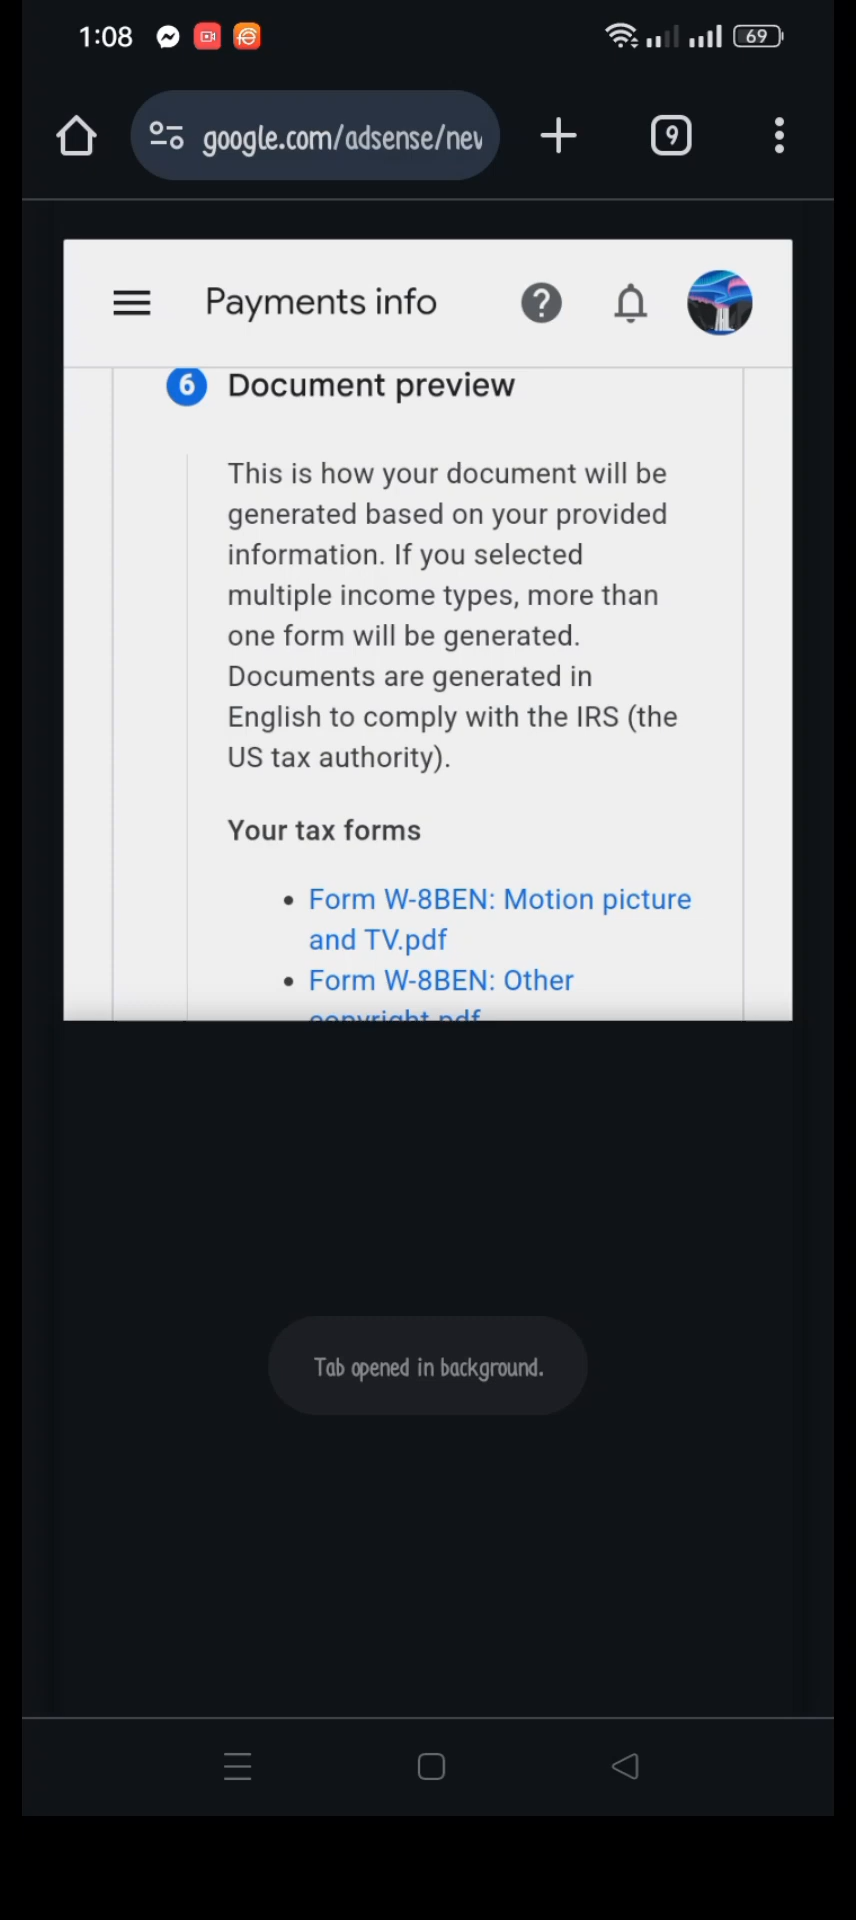 1:08
69
google.com/adsense/nev
9
Payments info
6 Document preview
This is how your document will be
generated based on your provided
information. If you selected
multiple income types, more than
one form will be generated.
Documents are generated in
English to comply with the IRS (the
US tax authority).
Your tax forms
• Form W-8BEN: Motion picture
and TV.pdf
• Form W-8BEN: Other
copyright.pdf
Tab opened in background.